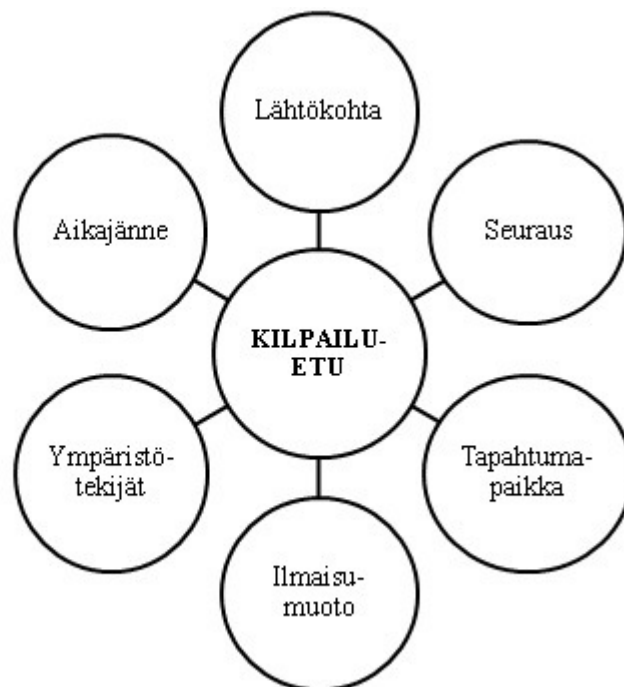 Lähtökohta
Aikajänne
Seuraus
KILPAILU-
ETU
Ympäristö-
tekijät
Tapahtuma-
paikka
Ilmaisu-
muoto